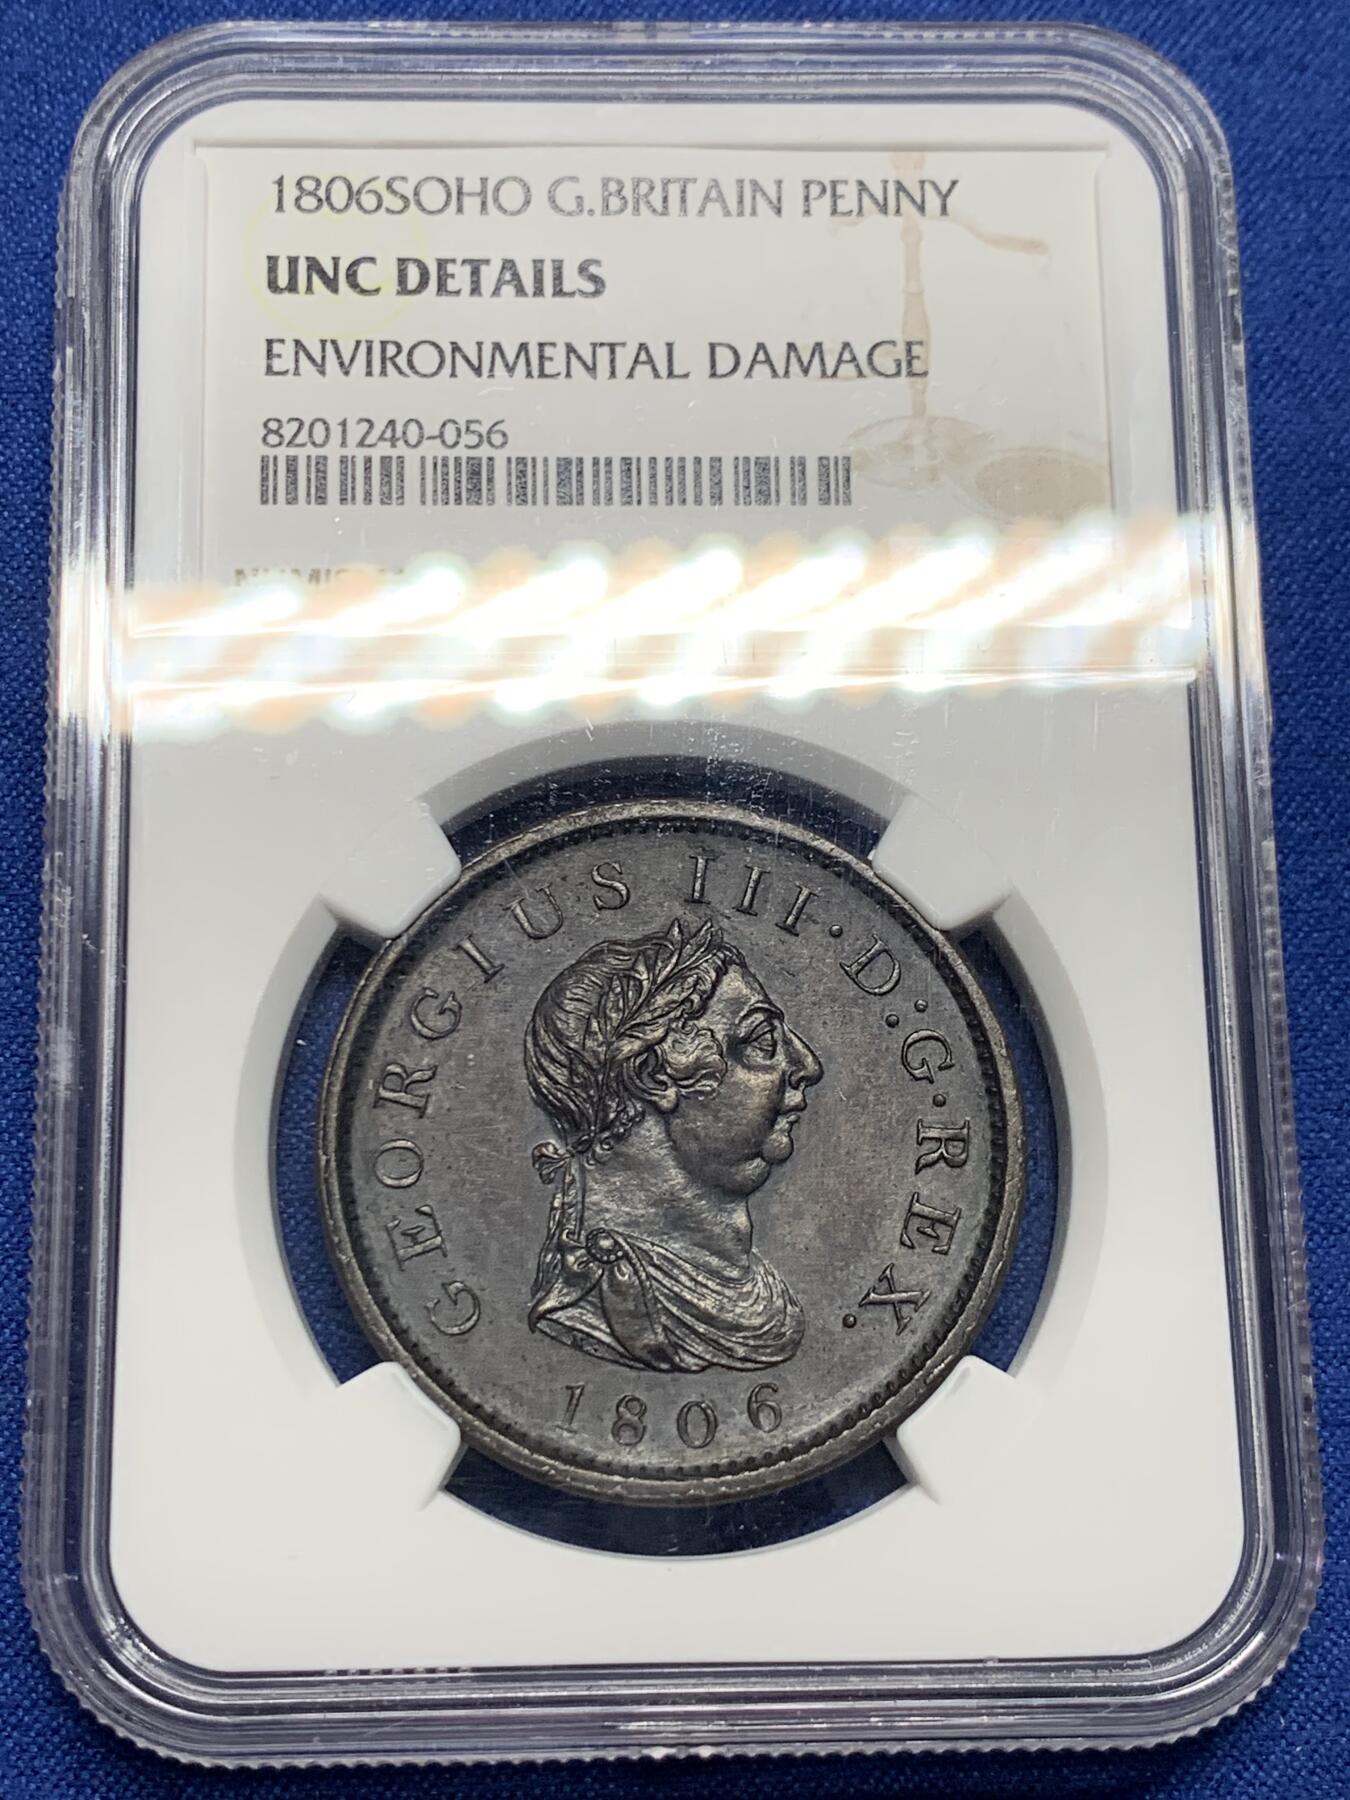 1806SOHO G.BRITAIN PENNY
UNC DETAILS
ENVIRONMENTAL DAMAGE
8201240-056
GEORGIUS III·D:G·REX.
1806